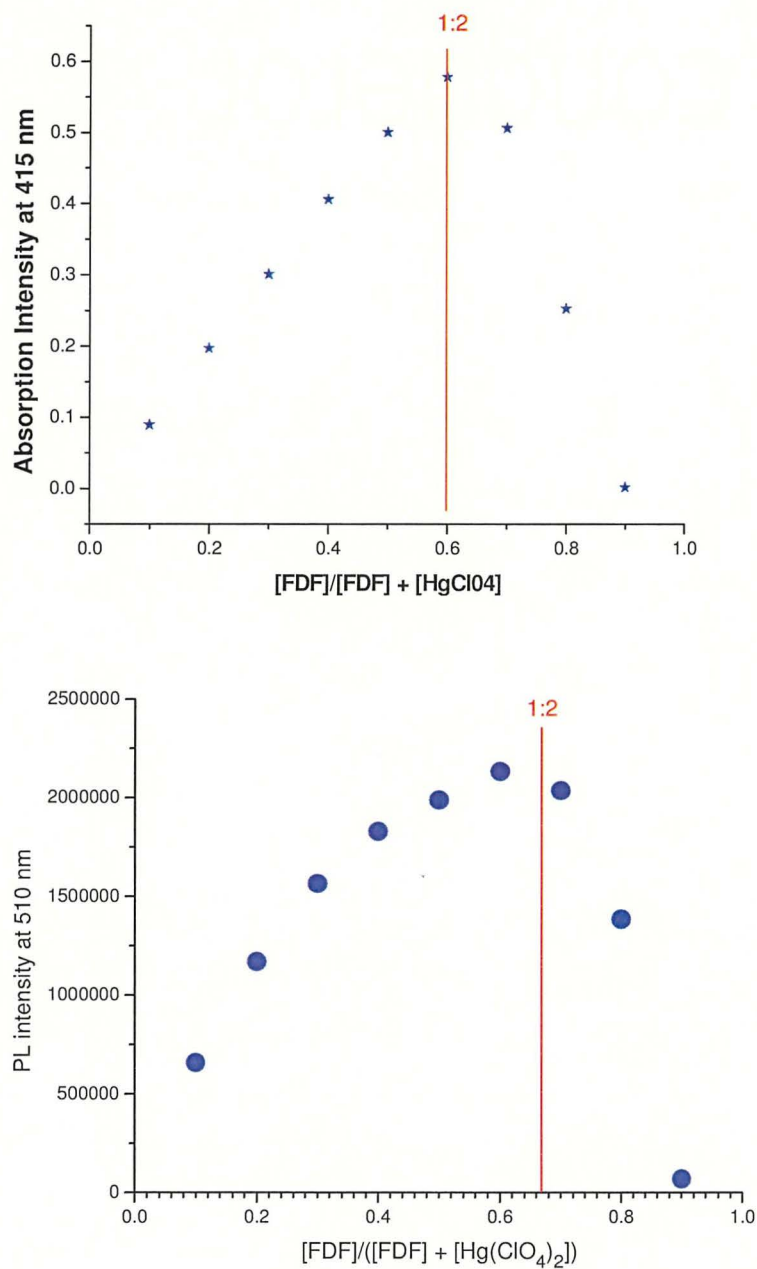 1:2
0.6
0.5
0.4
0.3
0.2
0.1
0.0
Absorption Intensity at 415 nm
0.0 0.2 0.4 0.6 0.8 1.0
[FDF]/[FDF] + [HgCl04]
1:2
2500000
2000000
1500000
1000000
500000
0
PL intensity at 510 nm
0.0 0.2 0.4 0.6 0.8 1.0
[FDF]/([FDF] + [Hg(ClO₄)₂])